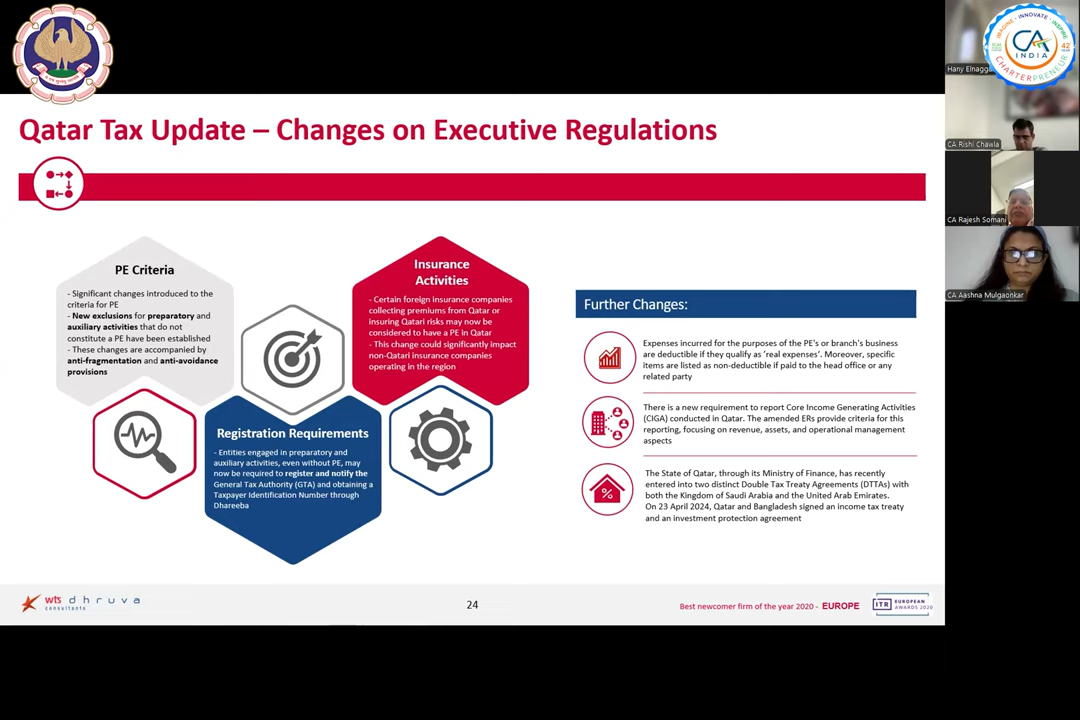 Qatar Tax Update – Changes on Executive Regulations
PE Criteria
- Significant changes introduced to the
criteria for PE
- New exclusions for preparatory and
auxiliary activities that do not
constitute a PE have been established
- These changes are accompanied by
anti-fragmentation and anti-avoidance
provisions
Insurance
Activities
- Certain foreign insurance companies
collecting premiums from Qatar or
insuring Qatari risks may now be
considered to have a PE in Qatar
- This change could significantly impact
non-Qatari insurance companies
operating in the region
Registration Requirements
- Entities engaged in preparatory and
auxiliary activities, even without PE, may
now be required to register and notify the
General Tax Authority (GTA) and obtaining a
Taxpayer Identification Number through
Dhareeba
Further Changes:
Expenses incurred for the purposes of the PE's or branch's business
are deductible if they qualify as 'real expenses'. Moreover, specific
items are listed as non-deductible if paid to the head office or any
related party
There is a new requirement to report Core Income Generating Activities
(CIGA) conducted in Qatar. The amended ERs provide criteria for this
reporting, focusing on revenue, assets, and operational management
aspects
%
The State of Qatar, through its Ministry of Finance, has recently
entered into two distinct Double Tax Treaty Agreements (DTTAs) with
both the Kingdom of Saudi Arabia and the United Arab Emirates.
On 23 April 2024, Qatar and Bangladesh signed an income tax treaty
and an investment protection agreement
wts dhruva
consultants
24
Best newcomer firm of the year 2020 - EUROPE
ITR EUROPEAN
AWARDS 2020
IMAGINE · INNOVATE · INSPIRE
CA
INDIA
42
CHARTERPRENEUR
Hany Elnagga
CA Rishi Chawla
CA Rajesh Somani
CA Aashna Mulgaonkar